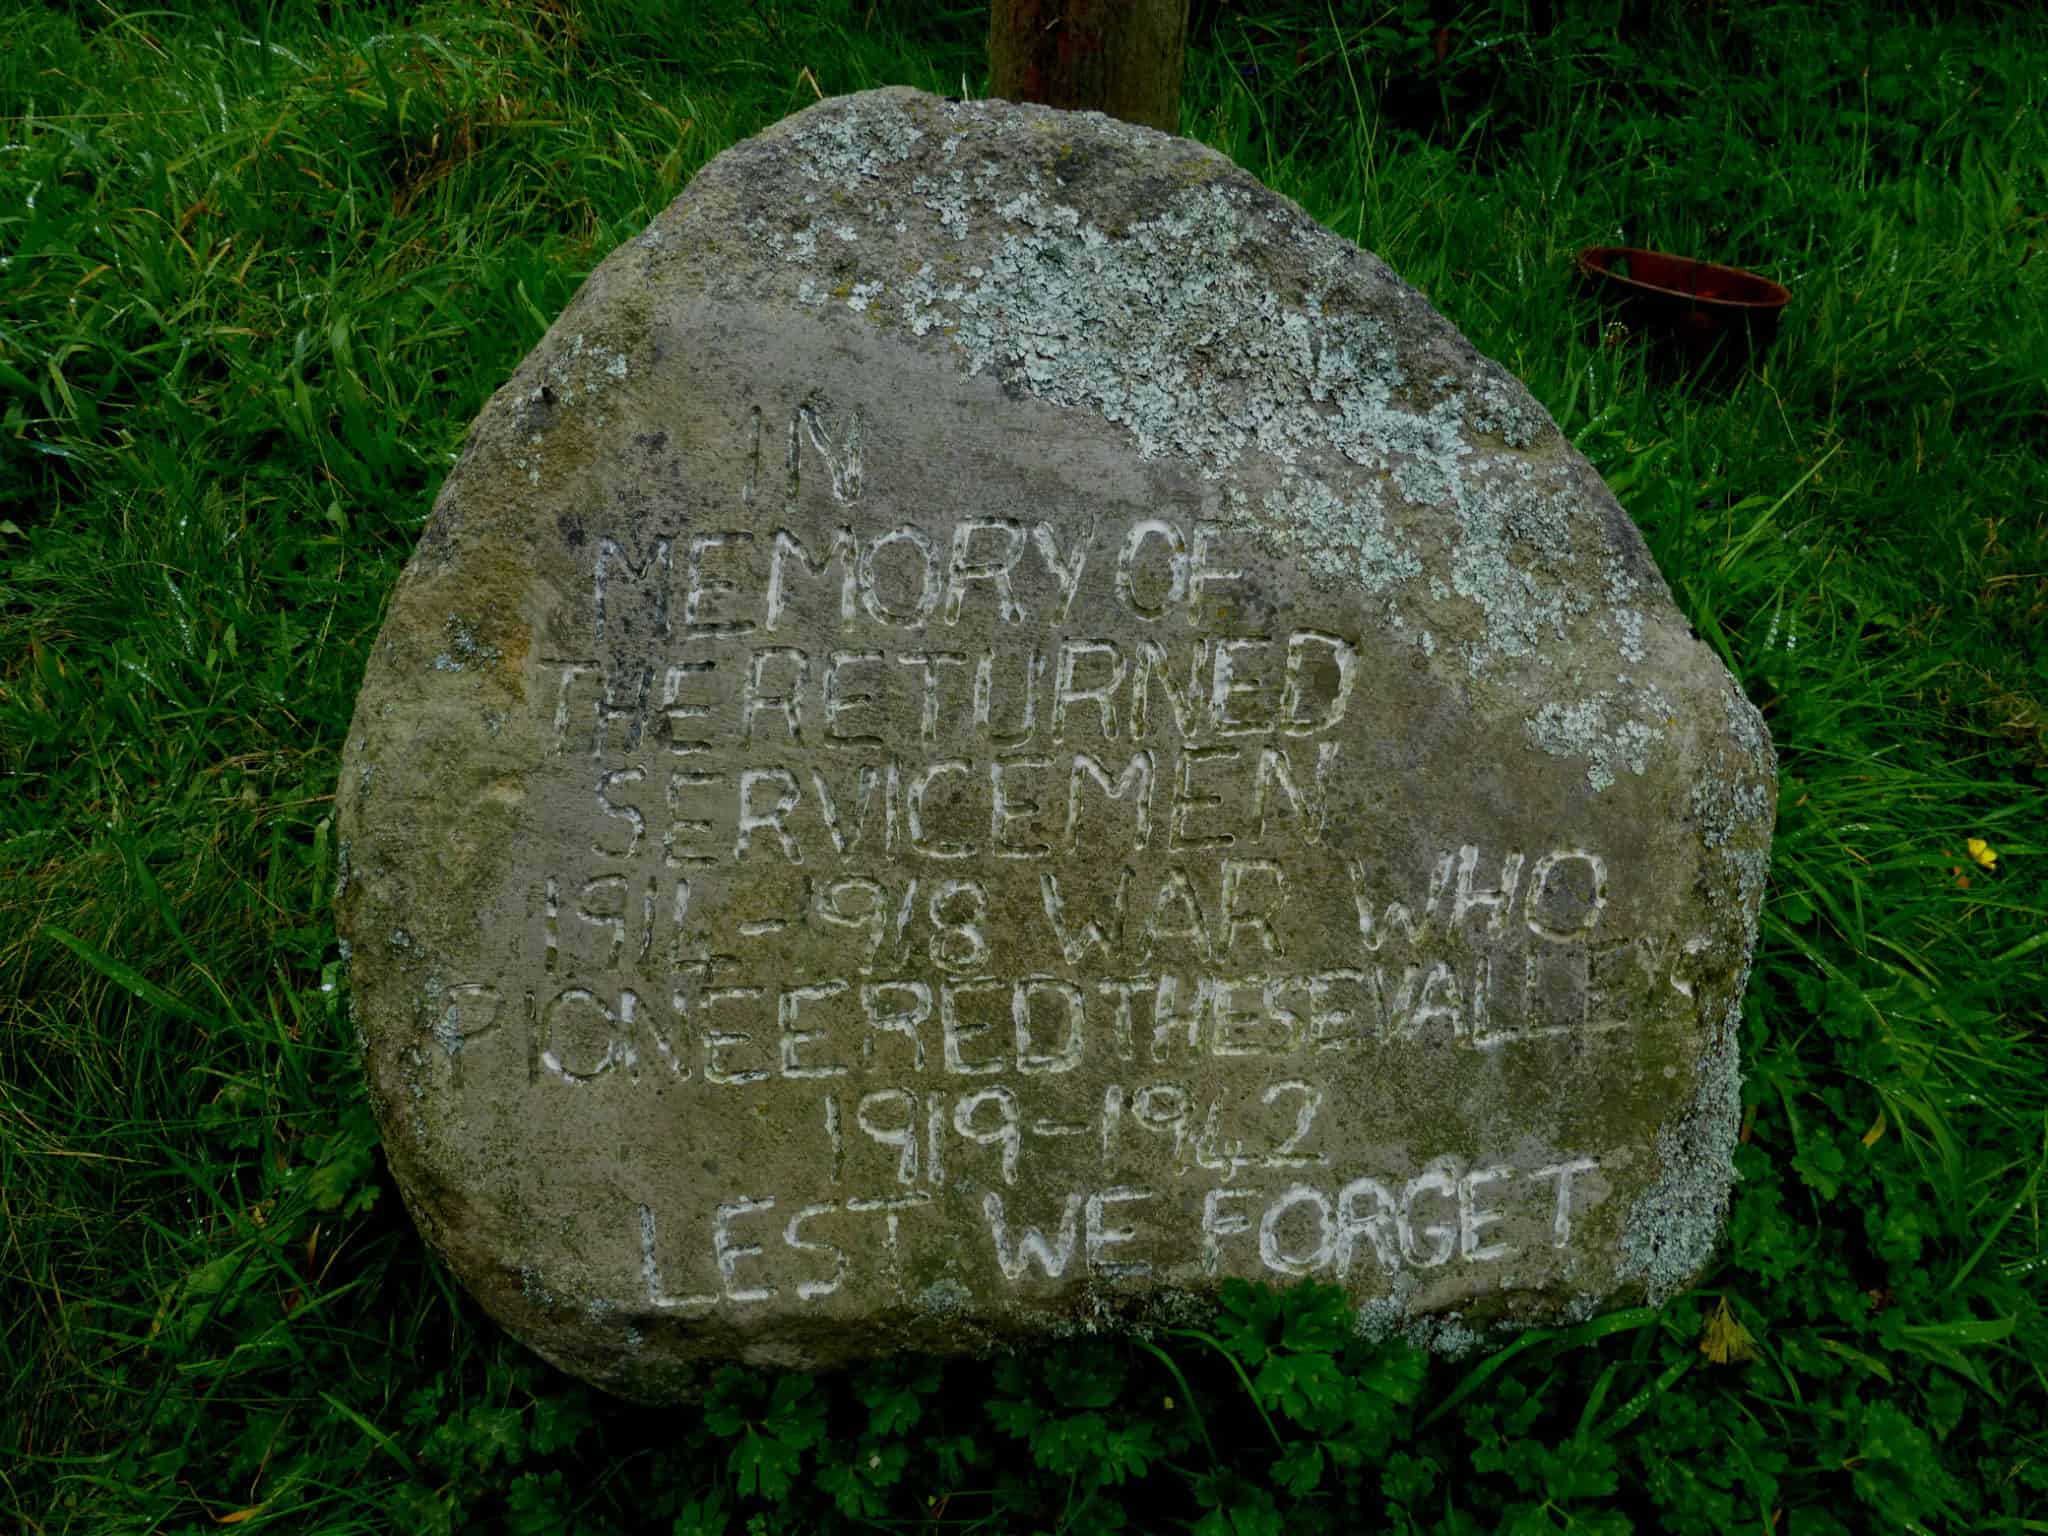 IN
MEMORY OF
THE RETURNED
SERVICEMEN
1914-1918 WAR WHO
PIONEERED THESE VALLEYS
1919-1942
LEST WE FORGET